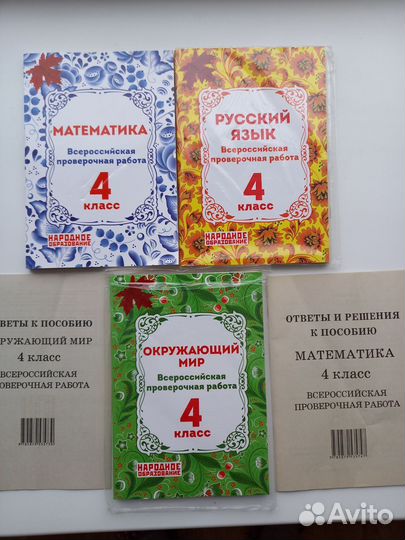 МАТЕМАТИКА
Всероссийская
проверочная работа
4
класс
НАРОДНОЕ
ОБРАЗОВАНИЕ
РУССКИЙ
ЯЗЫК
Всероссийская
проверочная работа
4
класс
НАРОДНОЕ
ОБРАЗОВАНИЕ
ОКРУЖАЮЩИЙ
МИР
Всероссийская
проверочная работа
4
класс
НАРОДНОЕ
ОБРАЗОВАНИЕ
ВЕТЫ К ПОСОБИЮ
РУЖАЮЩИЙ МИР
4 КЛАСС
ВСЕРОССИЙСКАЯ
ПРОВЕРОЧНАЯ РАБОТА
ОТВЕТЫ И РЕШЕНИЯ
К ПОСОБИЮ
МАТЕМАТИКА
4 КЛАСС
ВСЕРОССИЙСКАЯ
ПРОВЕРОЧНАЯ РАБОТА
Avito